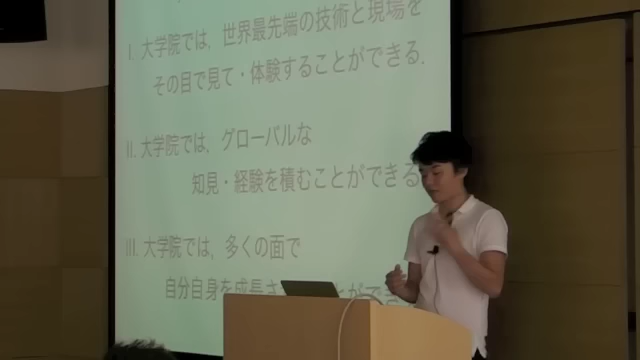 I. 大学院では, 世界最先端の技術と現場を
その目で見て・体験することができる.
II. 大学院では, グローバルな
知見・経験を積むことができる
III. 大学院では, 多くの面で
自分自身を成長さ